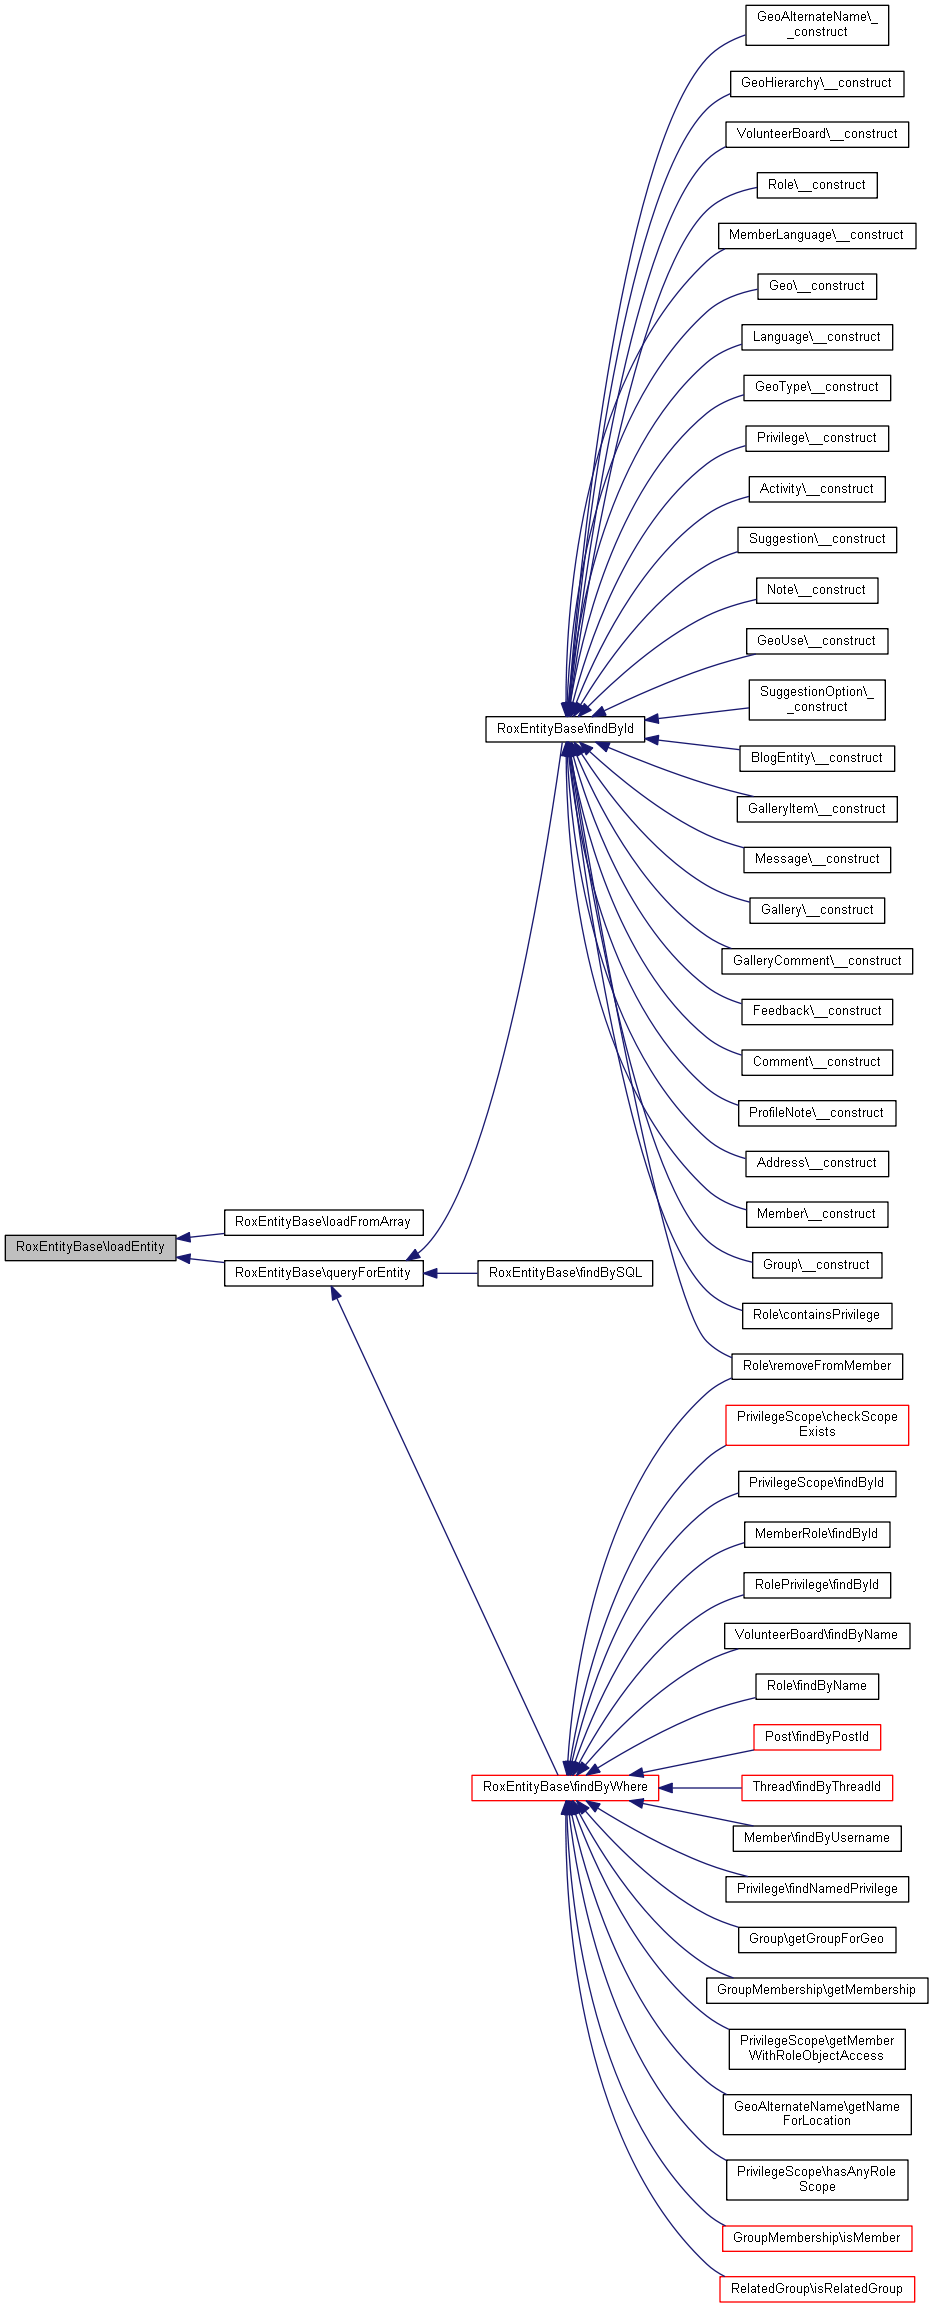 GeoAlternateName\_
_construct
GeoHierarchy\__construct
VolunteerBoard\__construct
Role\__construct
MemberLanguage\__construct
Geo\__construct
Language\__construct
GeoType\__construct
Privilege\__construct
Activity\__construct
Suggestion\__construct
Note\__construct
GeoUse\__construct
SuggestionOption\_
_construct
RoxEntityBase\findById
BlogEntity\__construct
GalleryItem\__construct
Message\__construct
Gallery\__construct
GalleryComment\__construct
Feedback\__construct
Comment\__construct
ProfileNote\__construct
Address\__construct
Member\__construct
RoxEntityBase\loadFromArray
RoxEntityBase\loadEntity
Group\__construct
RoxEntityBase\queryForEntity
RoxEntityBase\findBySQL
Role\containsPrivilege
Role\removeFromMember
PrivilegeScope\checkScope
Exists
PrivilegeScope\findById
MemberRole\findById
RolePrivilege\findById
VolunteerBoard\findByName
Role\findByName
Post\findByPostId
RoxEntityBase\findByWhere
Thread\findByThreadId
Member\findByUsername
Privilege\findNamedPrivilege
Group\getGroupForGeo
GroupMembership\getMembership
PrivilegeScope\getMember
WithRoleObjectAccess
GeoAlternateName\getName
ForLocation
PrivilegeScope\hasAnyRole
Scope
GroupMembership\isMember
RelatedGroup\isRelatedGroup